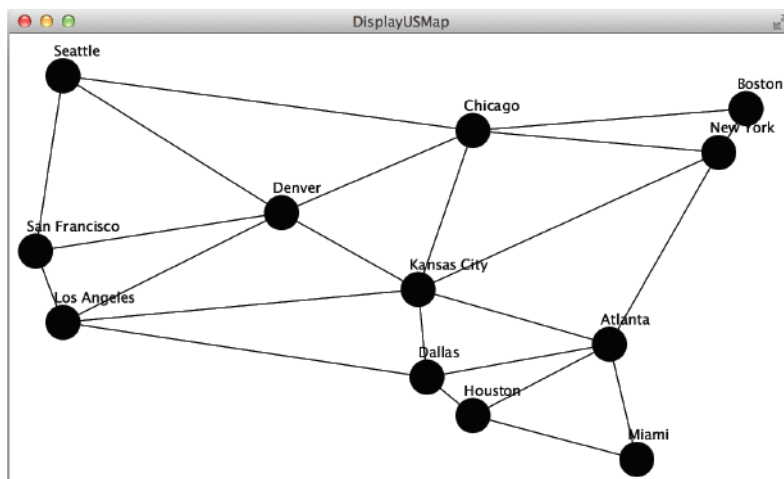 DisplayUSMap
Seattle
Boston
Chicago
New York
Denver
San Francisco
Kansas City
Los Angeles
Atlanta
Dallas
Houston
Miami